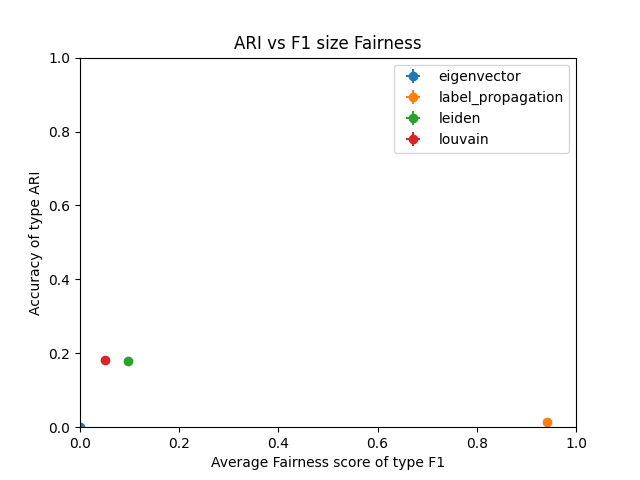 ARI vs F1 size Fairness
1.0
0.8
0.6
0.4
0.2
0.0
Accuracy of type ARI
eigenvector
label_propagation
leiden
louvain
0.0 0.2 0.4 0.6 0.8 1.0
Average Fairness score of type F1